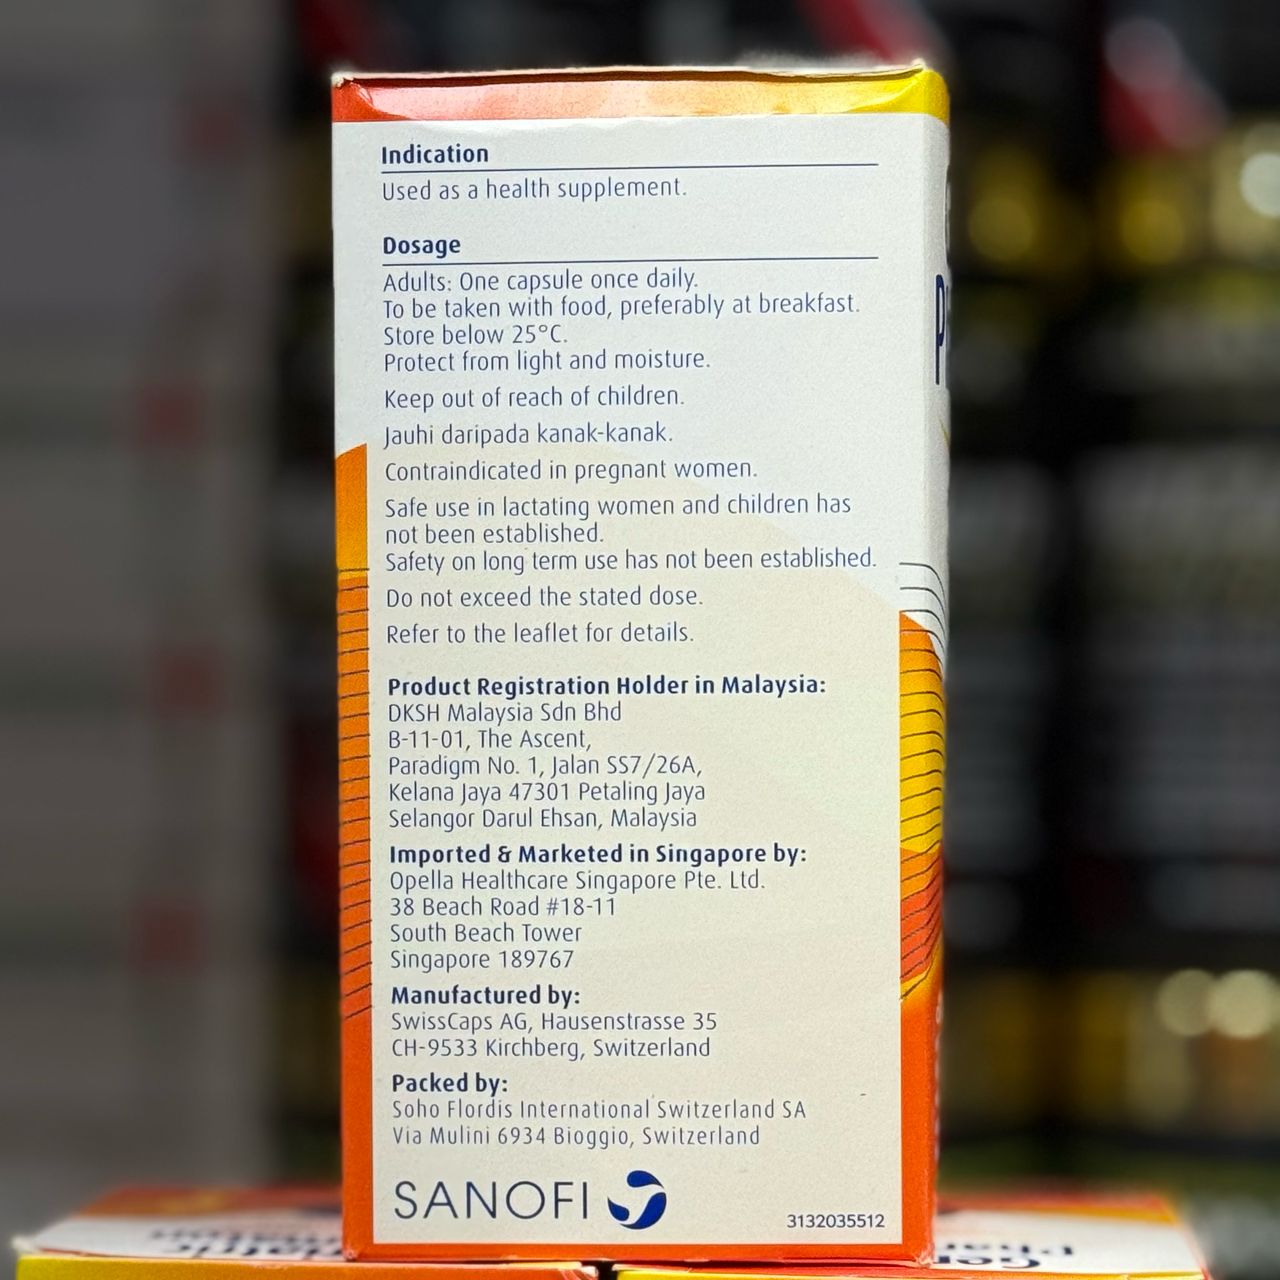 Indication
Used as a health supplement.
Dosage
Adults: One capsule once daily.
To be taken with food, preferably at breakfast.
Store below 25°C.
Protect from light and moisture.
Keep out of reach of children.
Jauhi daripada kanak-kanak.
Contraindicated in pregnant women.
Safe use in lactating women and children has
not been established.
Safety on long term use has not been established.
Do not exceed the stated dose.
Refer to the leaflet for details.
Product Registration Holder in Malaysia:
DKSH Malaysia Sdn Bhd
B-11-01, The Ascent,
Paradigm No. 1, Jalan SS7/26A,
Kelana Jaya 47301 Petaling Jaya
Selangor Darul Ehsan, Malaysia
Imported & Marketed in Singapore by:
Opella Healthcare Singapore Pte. Ltd.
38 Beach Road #18-11
South Beach Tower
Singapore 189767
Manufactured by:
SwissCaps AG, Hausenstrasse 35
CH-9533 Kirchberg, Switzerland
Packed by:
Soho Flordis International Switzerland SA
Via Mulini 6934 Bioggio, Switzerland
SANOFI
3132035512